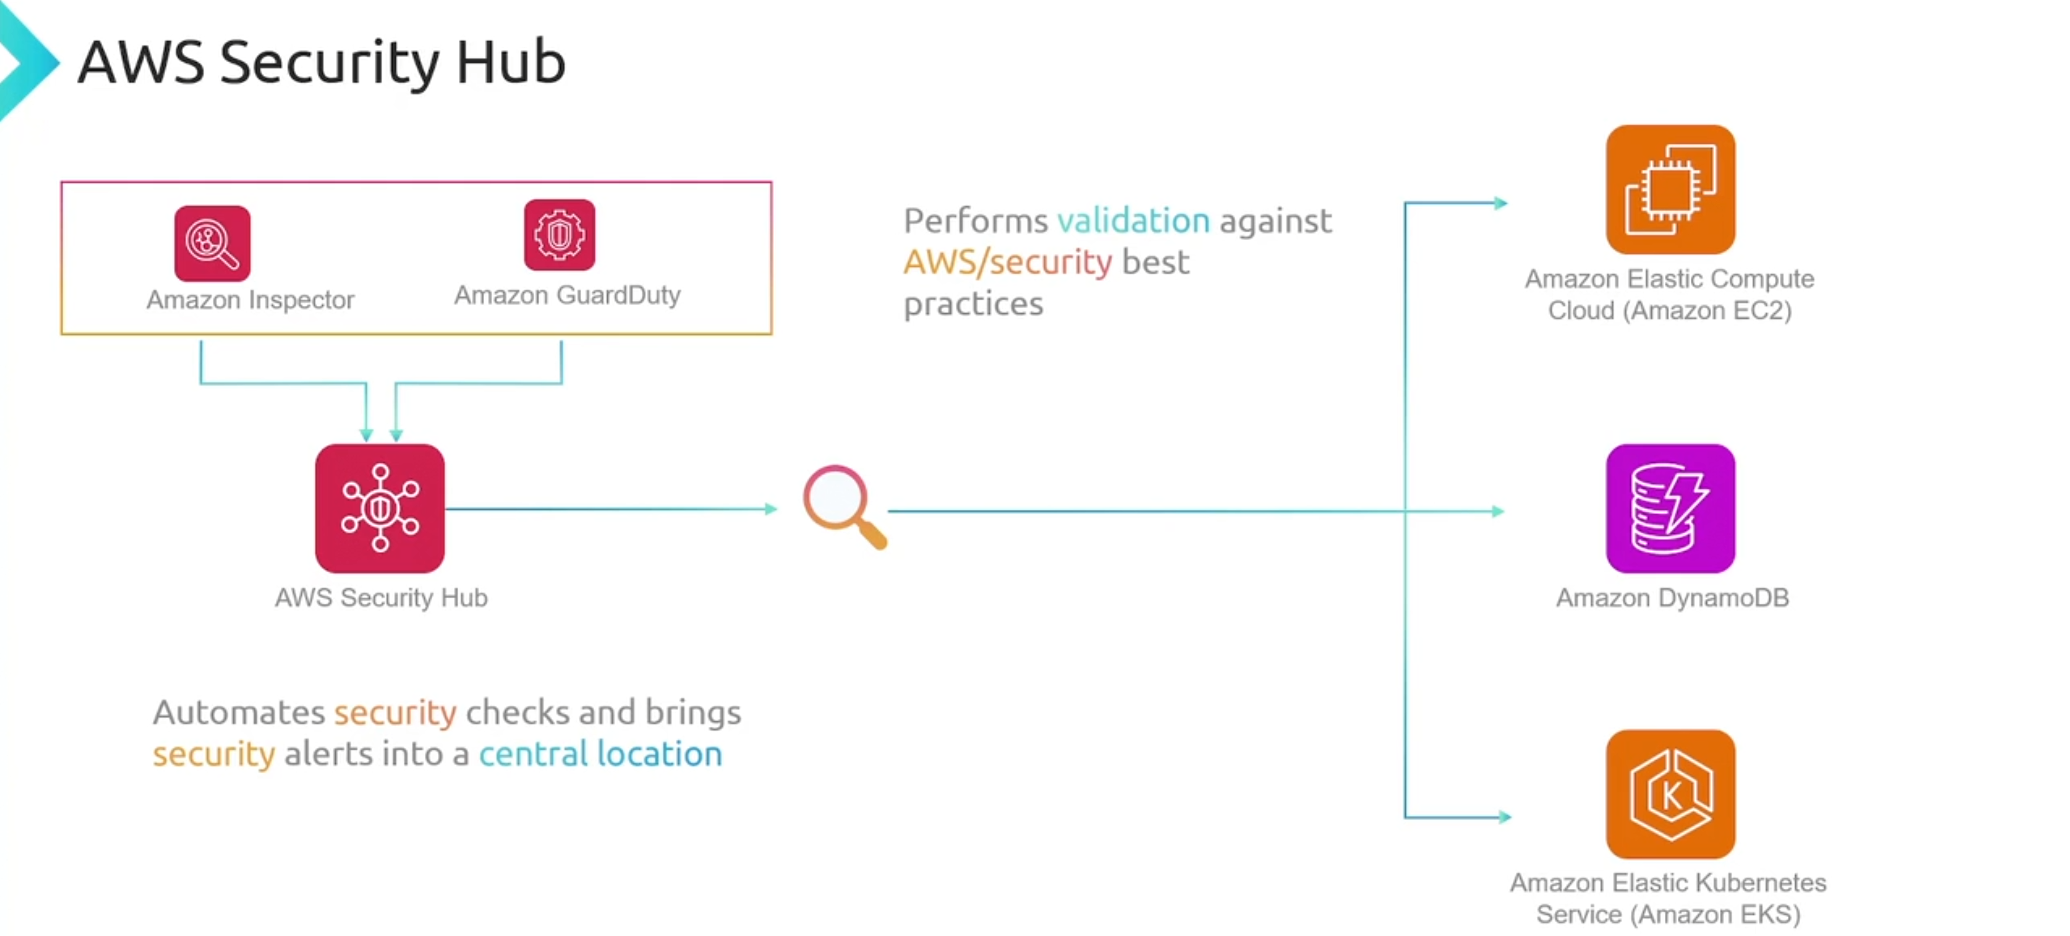 AWS Security Hub
Amazon Inspector
Amazon GuardDuty
Performs validation against
AWS/security best
practices
Amazon Elastic Compute
Cloud (Amazon EC2)
AWS Security Hub
Amazon DynamoDB
Automates security checks and brings
security alerts into a central location
K
Amazon Elastic Kubernetes
Service (Amazon EKS)